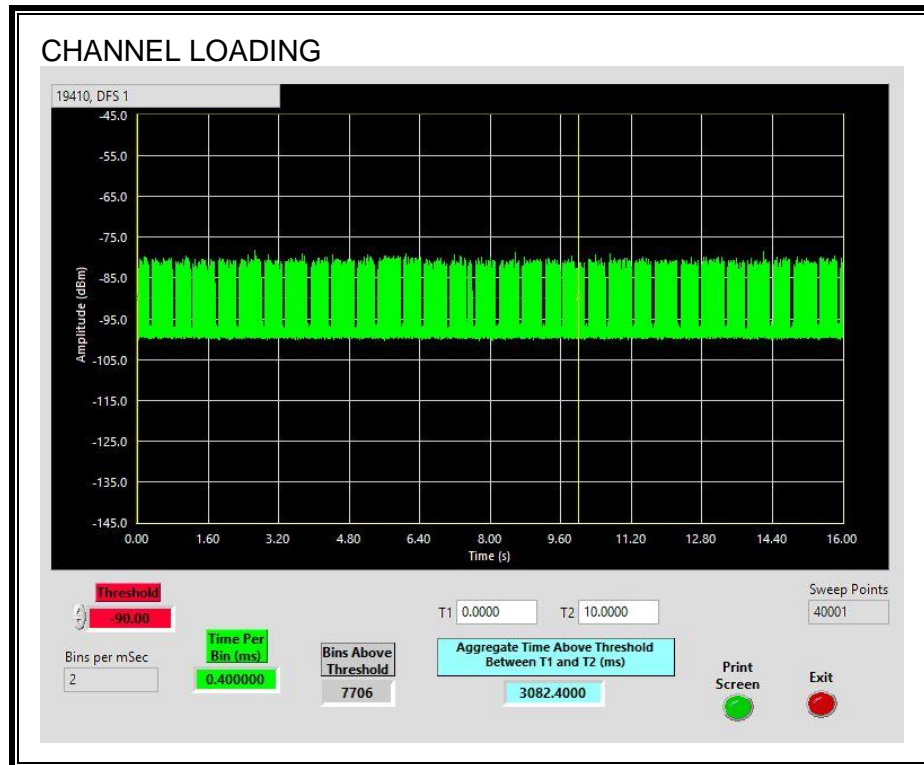 CHANNEL LOADING
19410, DFS 1
-45.0
-55.0
-65.0
-75.0
-85.0
-95.0
-105.0
-115.0
-125.0
-135.0
-145.0
Amplitude (dBm)
0.00 1.60 3.20 4.80 6.40 8.00 9.60 11.20 12.80 14.40 16.00
Time (s)
Threshold
-90.00
Bins per mSec
2
Time Per
Bin (ms)
0.400000
Bins Above
Threshold
7706
T1 0.0000 T2 10.0000
Aggregate Time Above Threshold
Between T1 and T2 (ms)
3082.4000
Sweep Points
40001
Print
Screen
Exit